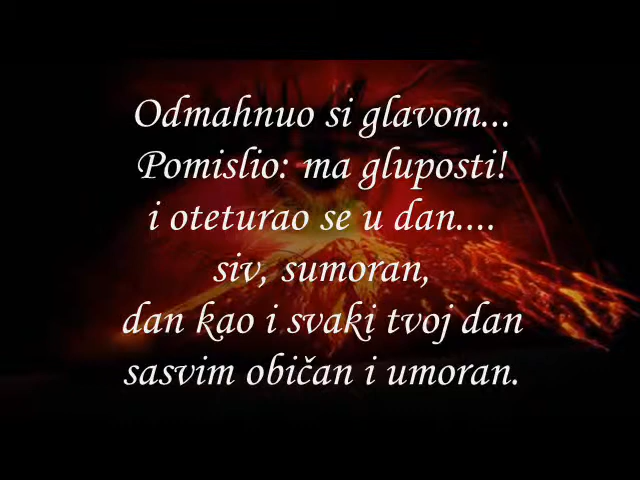 Odmahnuo si glavom...
Pomislio: ma gluposti!
i oteturao se u dan....
siv, sumoran,
dan kao i svaki tvoj dan
sasvim običan i umoran.